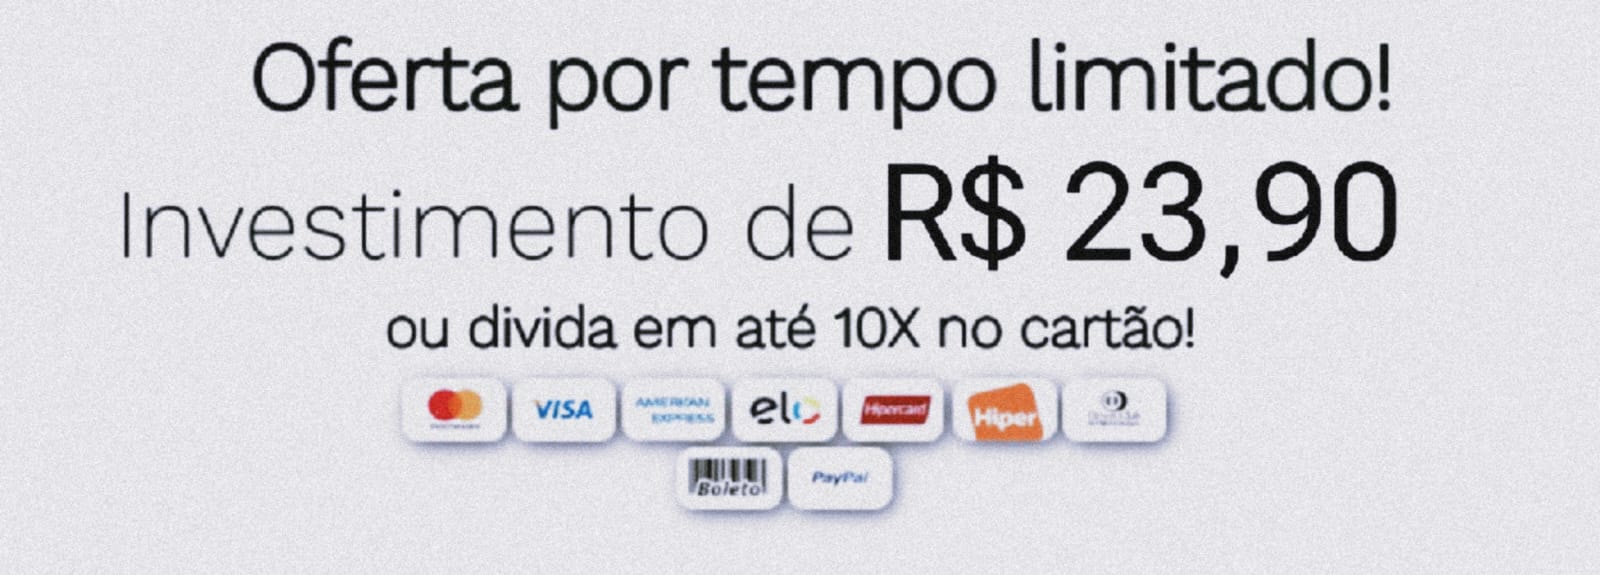 Oferta por tempo limitado!
Investimento de R$ 23,90
ou divida em até 10X no cartão!
VISA AMERICAN EXPRESS elo Hipercard Hiper
Boleto PayPal